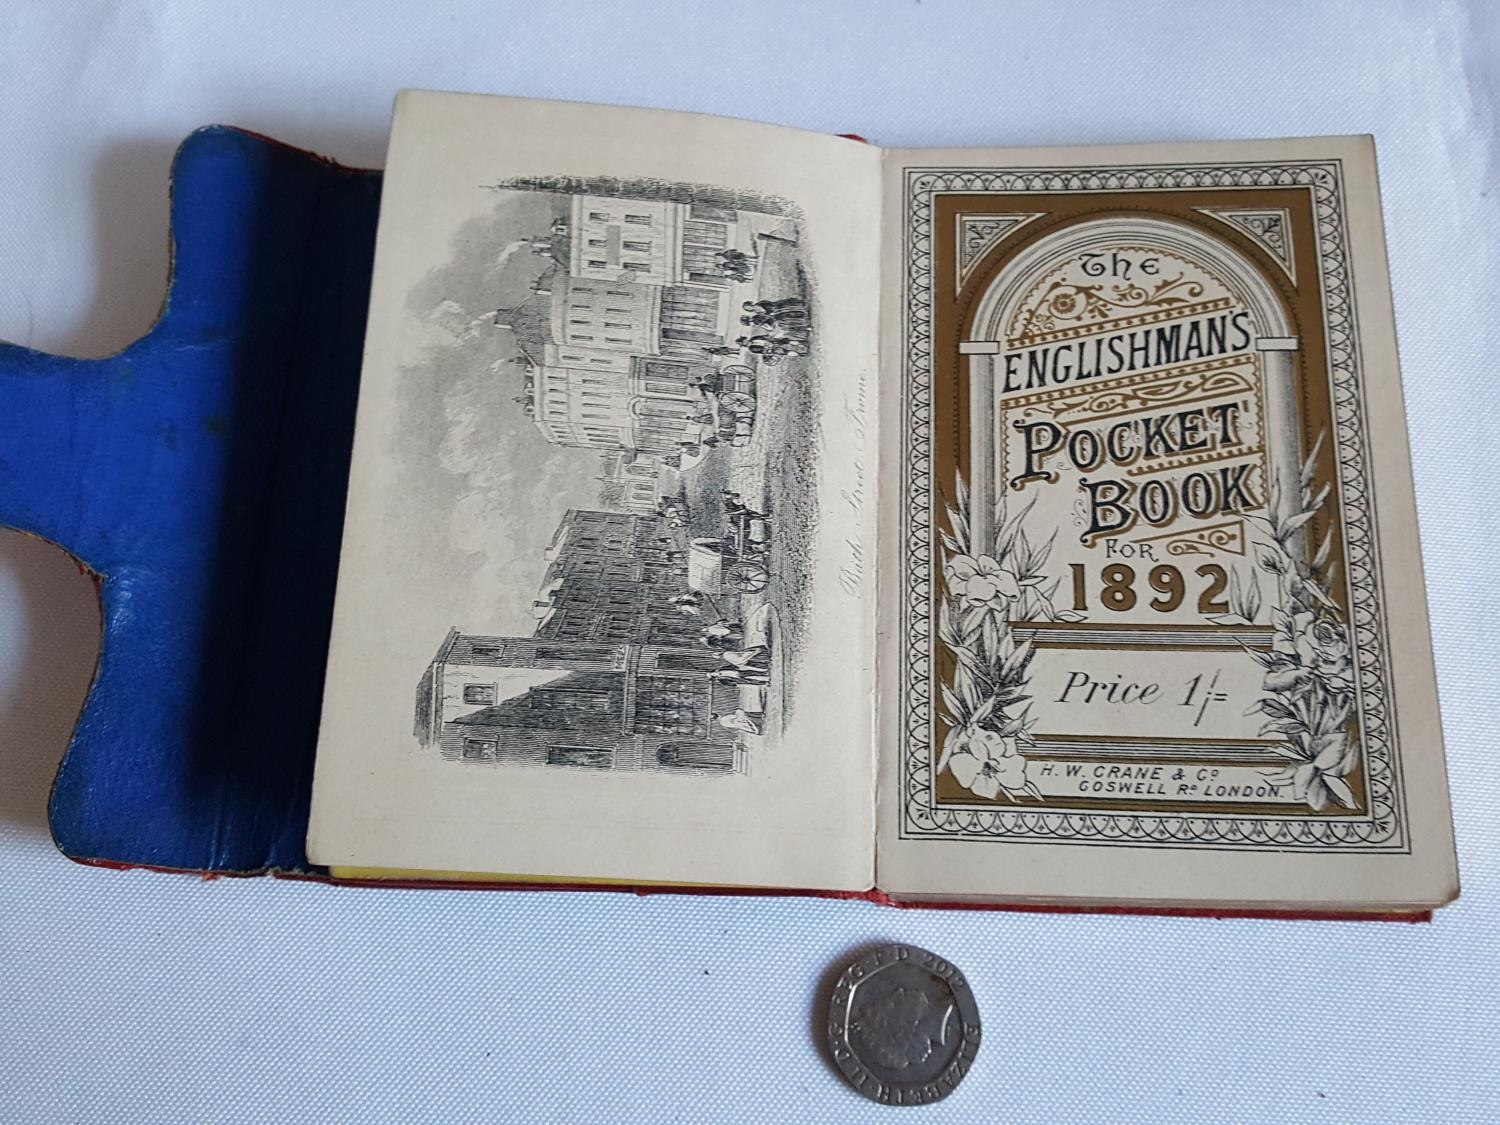 Bath Street Frome.
The
ENGLISHMAN'S
POCKET
BOOK
FOR
1892
Price 1/=
H. W. CRANE & Co
GOSWELL Rd LONDON.
ELIZABETH II D·G·REG·F·D·2012